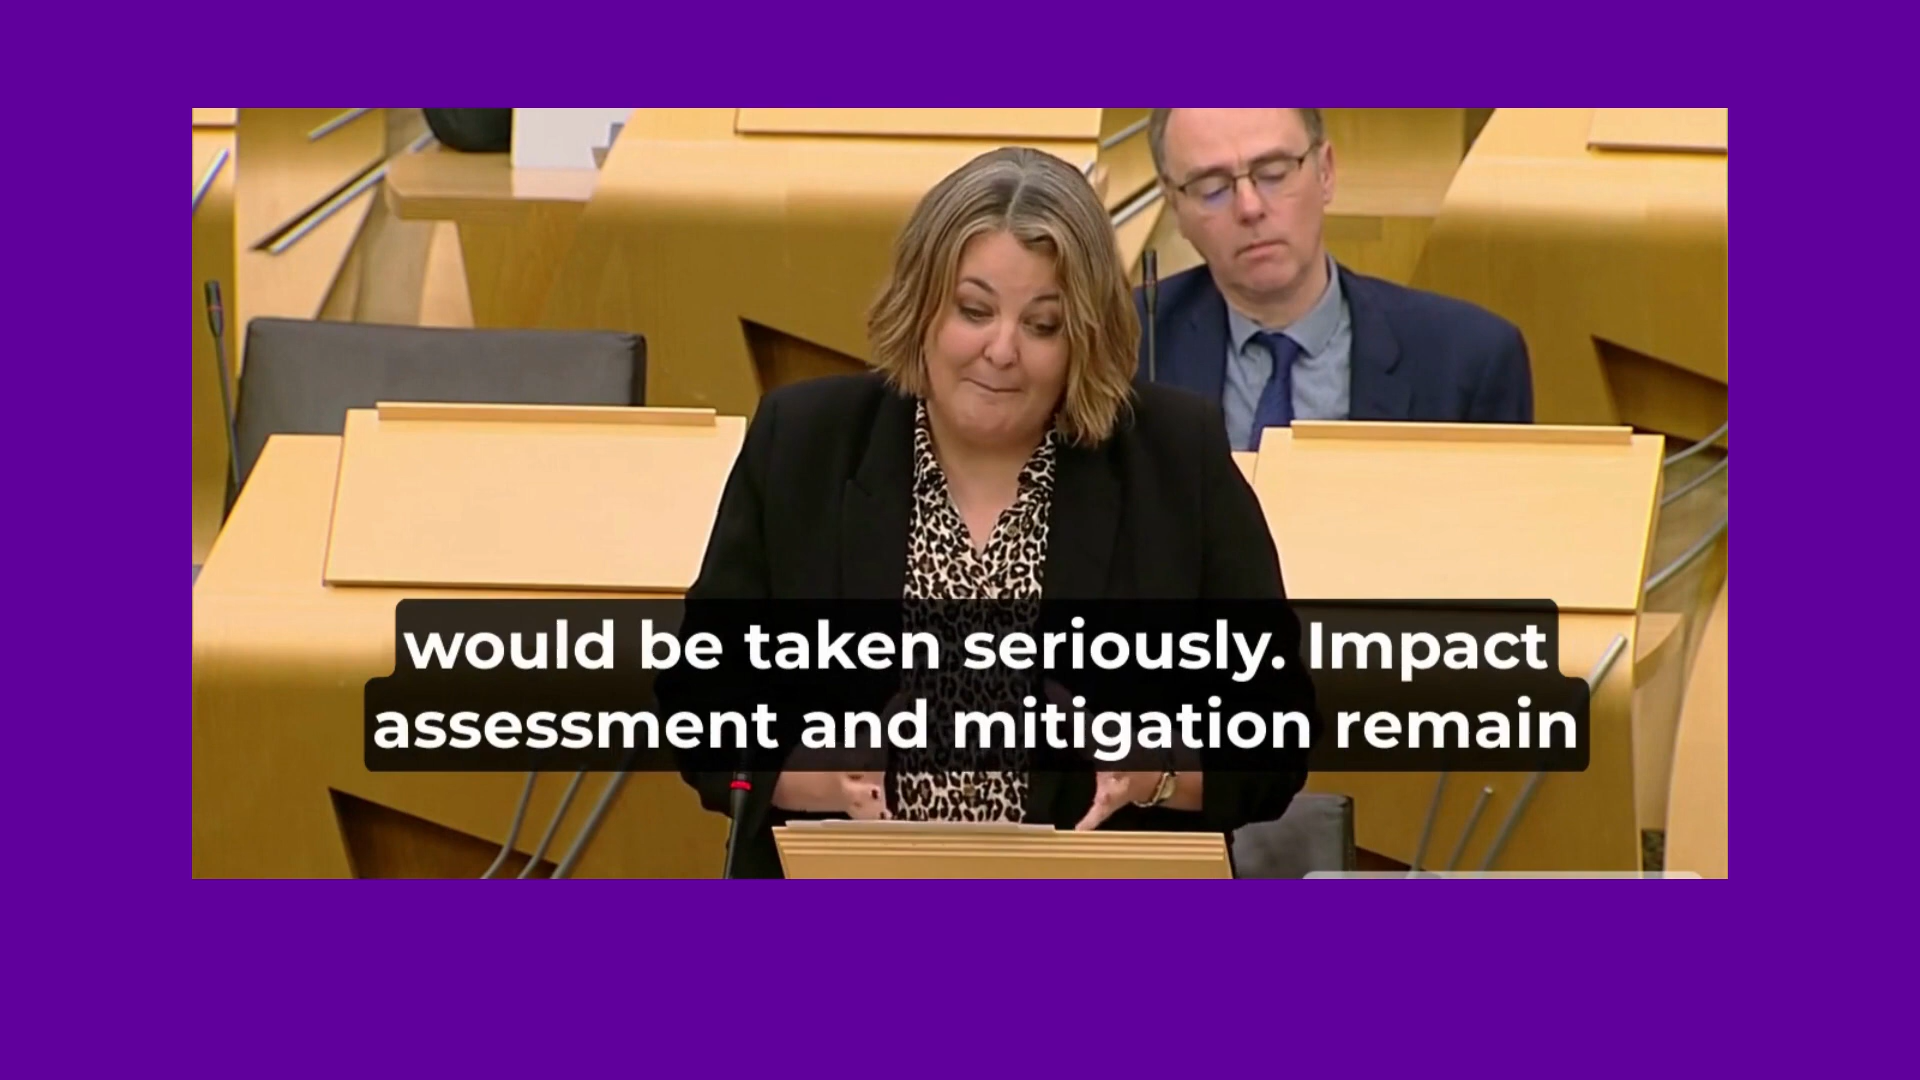 would be taken seriously. Impact
assessment and mitigation remain